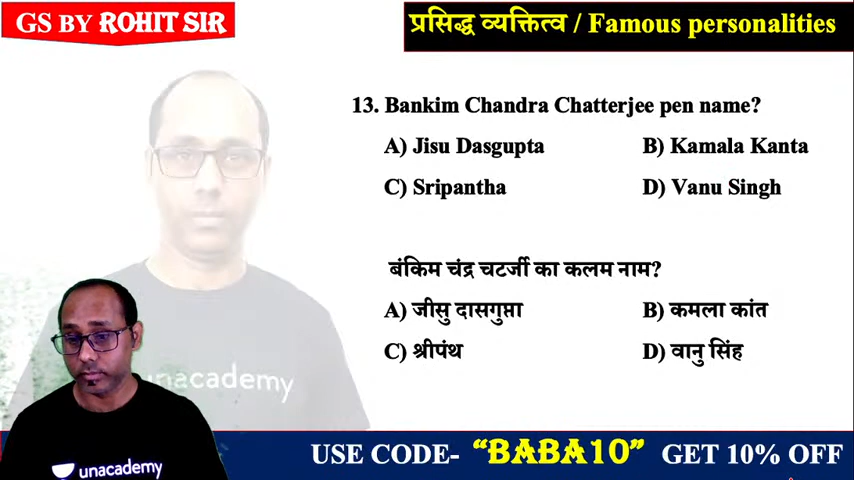 GS BY ROHIT SIR
प्रसिद्ध व्यक्तित्व / Famous personalities
13. Bankim Chandra Chatterjee pen name?
A) Jisu Dasgupta B) Kamala Kanta
C) Sripantha D) Vanu Singh
बंकिम चंद्र चटर्जी का कलम नाम?
A) जीसु दासगुप्ता B) कमला कांत
C) श्रीपंथ D) वानु सिंह
unacademy
USE CODE- “BABA10” GET 10% OFF
unacademy